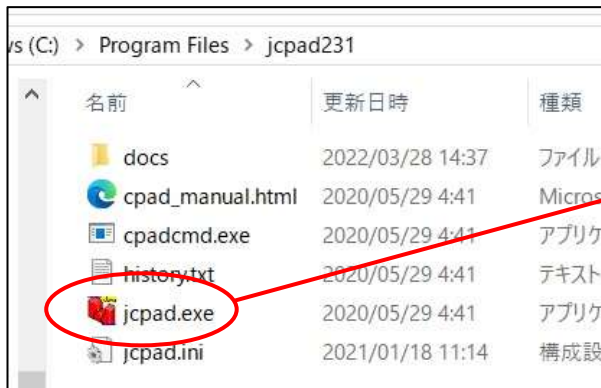 ws (C:) > Program Files > jcpad231
名前 更新日時 種類
docs 2022/03/28 14:37 ファイル
cpad_manual.html 2020/05/29 4:41 Micros
cpadcmd.exe 2020/05/29 4:41 アプリケ
history.txt 2020/05/29 4:41 テキスト
jcpad.exe 2020/05/29 4:41 アプリケ
jcpad.ini 2021/01/18 11:14 構成設